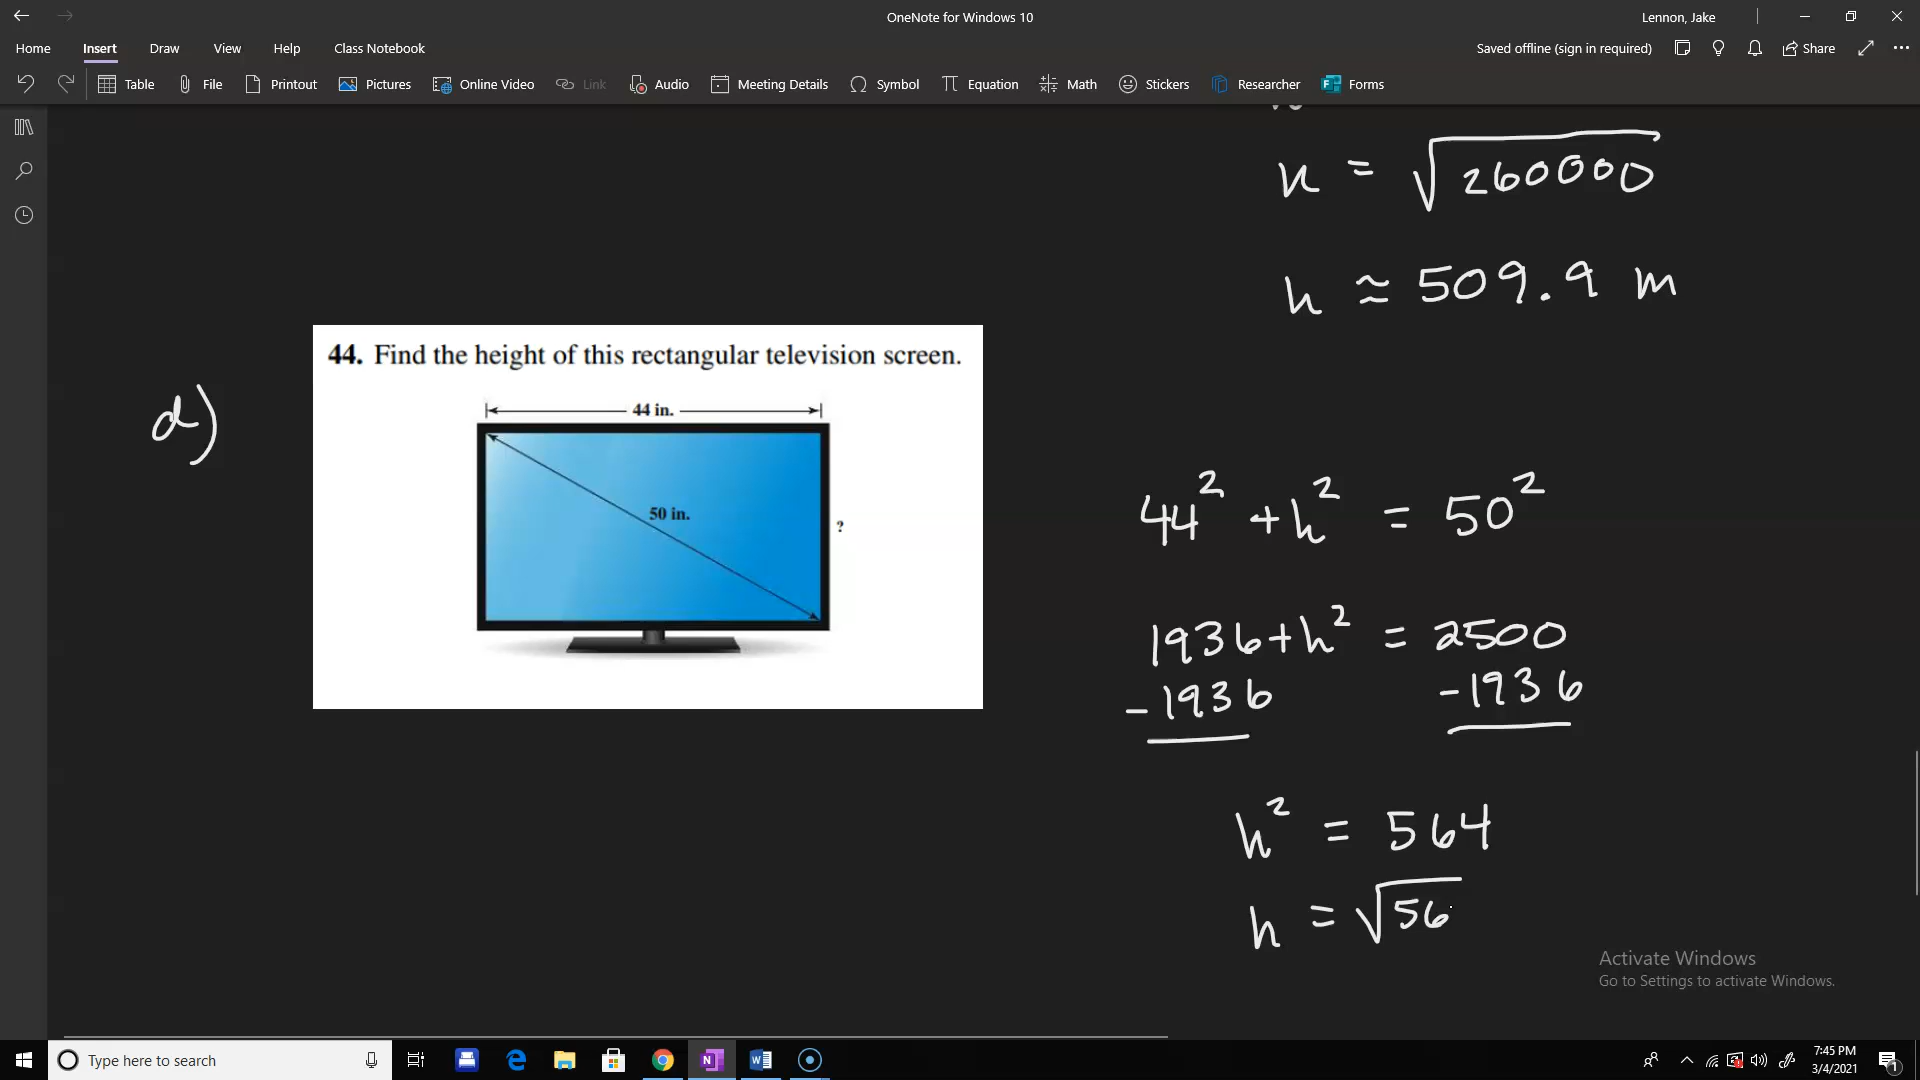 OneNote for Windows 10
Lennon, Jake
Home Insert Draw View Help Class Notebook
Saved offline (sign in required)
Share
Table File Printout Pictures Online Video Link Audio Meeting Details Symbol Equation Math Stickers Researcher Forms
h = √260000
h ≈ 509.9 m
d)
44. Find the height of this rectangular television screen.
44 in.
50 in.
?
44² + h² = 50²
1936 + h² = 2500
-1936 -1936
h² = 564
h = √56
Activate Windows
Go to Settings to activate Windows.
Type here to search
7:45 PM
3/4/2021
1